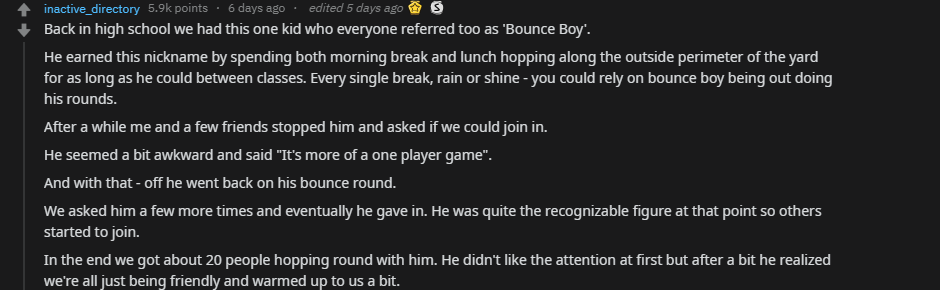 inactive_directory 5.9k points · 6 days ago · edited 5 days ago S
Back in high school we had this one kid who everyone referred too as 'Bounce Boy'.
He earned this nickname by spending both morning break and lunch hopping along the outside perimeter of the yard
for as long as he could between classes. Every single break, rain or shine - you could rely on bounce boy being out doing
his rounds.
After a while me and a few friends stopped him and asked if we could join in.
He seemed a bit awkward and said "It's more of a one player game".
And with that - off he went back on his bounce round.
We asked him a few more times and eventually he gave in. He was quite the recognizable figure at that point so others
started to join.
In the end we got about 20 people hopping round with him. He didn't like the attention at first but after a bit he realized
we're all just being friendly and warmed up to us a bit.